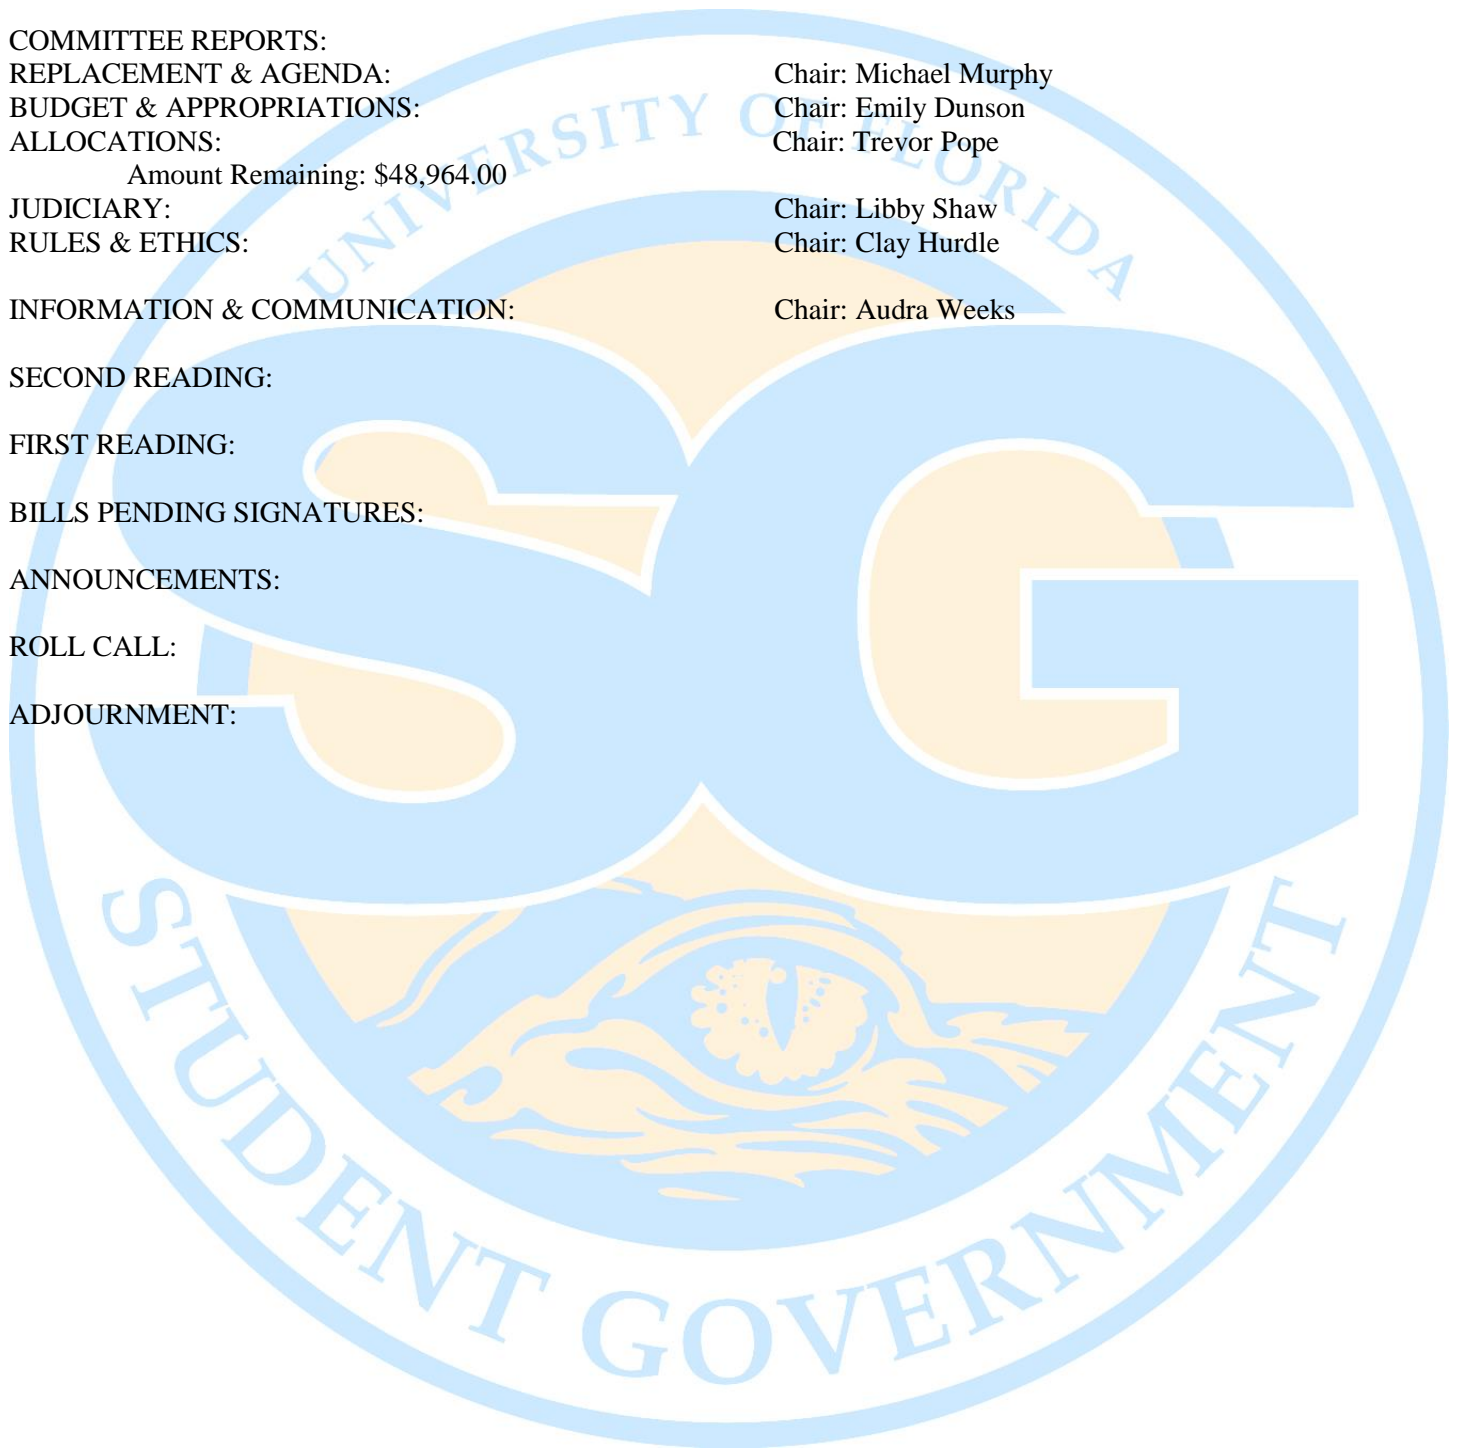 COMMITTEE REPORTS:
REPLACEMENT & AGENDA: Chair: Michael Murphy
BUDGET & APPROPRIATIONS: Chair: Emily Dunson
ALLOCATIONS: Chair: Trevor Pope
Amount Remaining: $48,964.00
JUDICIARY: Chair: Libby Shaw
RULES & ETHICS: Chair: Clay Hurdle
INFORMATION & COMMUNICATION: Chair: Audra Weeks
SECOND READING:
FIRST READING:
BILLS PENDING SIGNATURES:
ANNOUNCEMENTS:
ROLL CALL:
ADJOURNMENT:
UNIVERSITY OF FLORIDA
SG
STUDENT GOVERNMENT